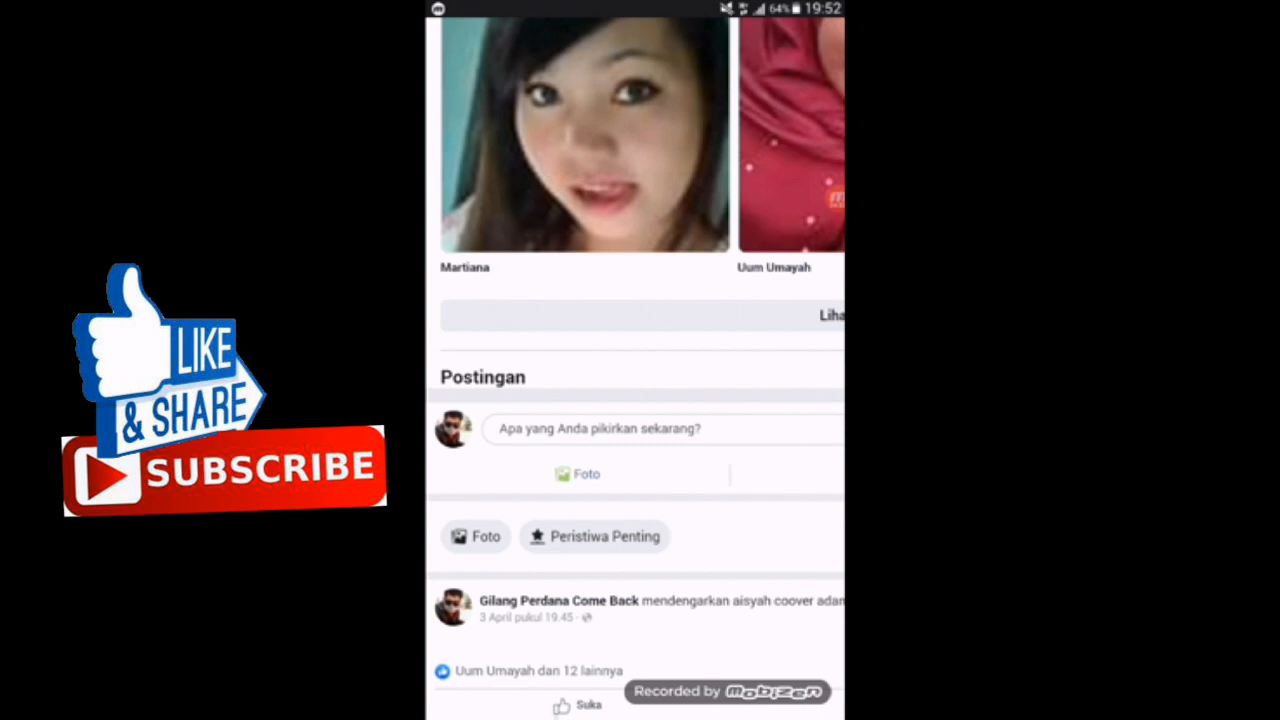 64% 19:52
Martiana
Uum Umayah
Liha
Postingan
Apa yang Anda pikirkan sekarang?
Foto
Foto
Peristiwa Penting
Gilang Perdana Come Back mendengarkan aisyah coover adam
3 April pukul 19.45
Uum Umayah dan 12 lainnya
Suka
Recorded by mobizen
LIKE
& SHARE
SUBSCRIBE